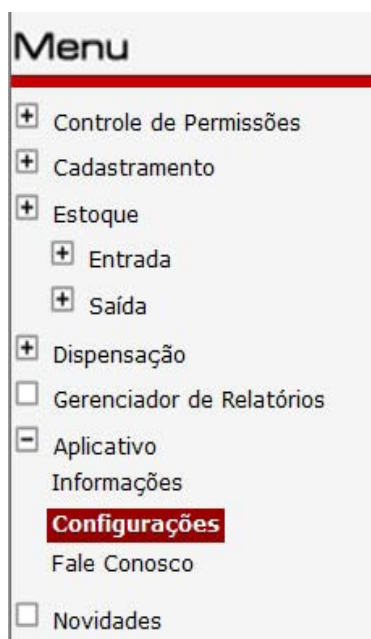 Menu
Controle de Permissões
Cadastramento
Estoque
Entrada
Saída
Dispensação
Gerenciador de Relatórios
Aplicativo
Informações
Configurações
Fale Conosco
Novidades